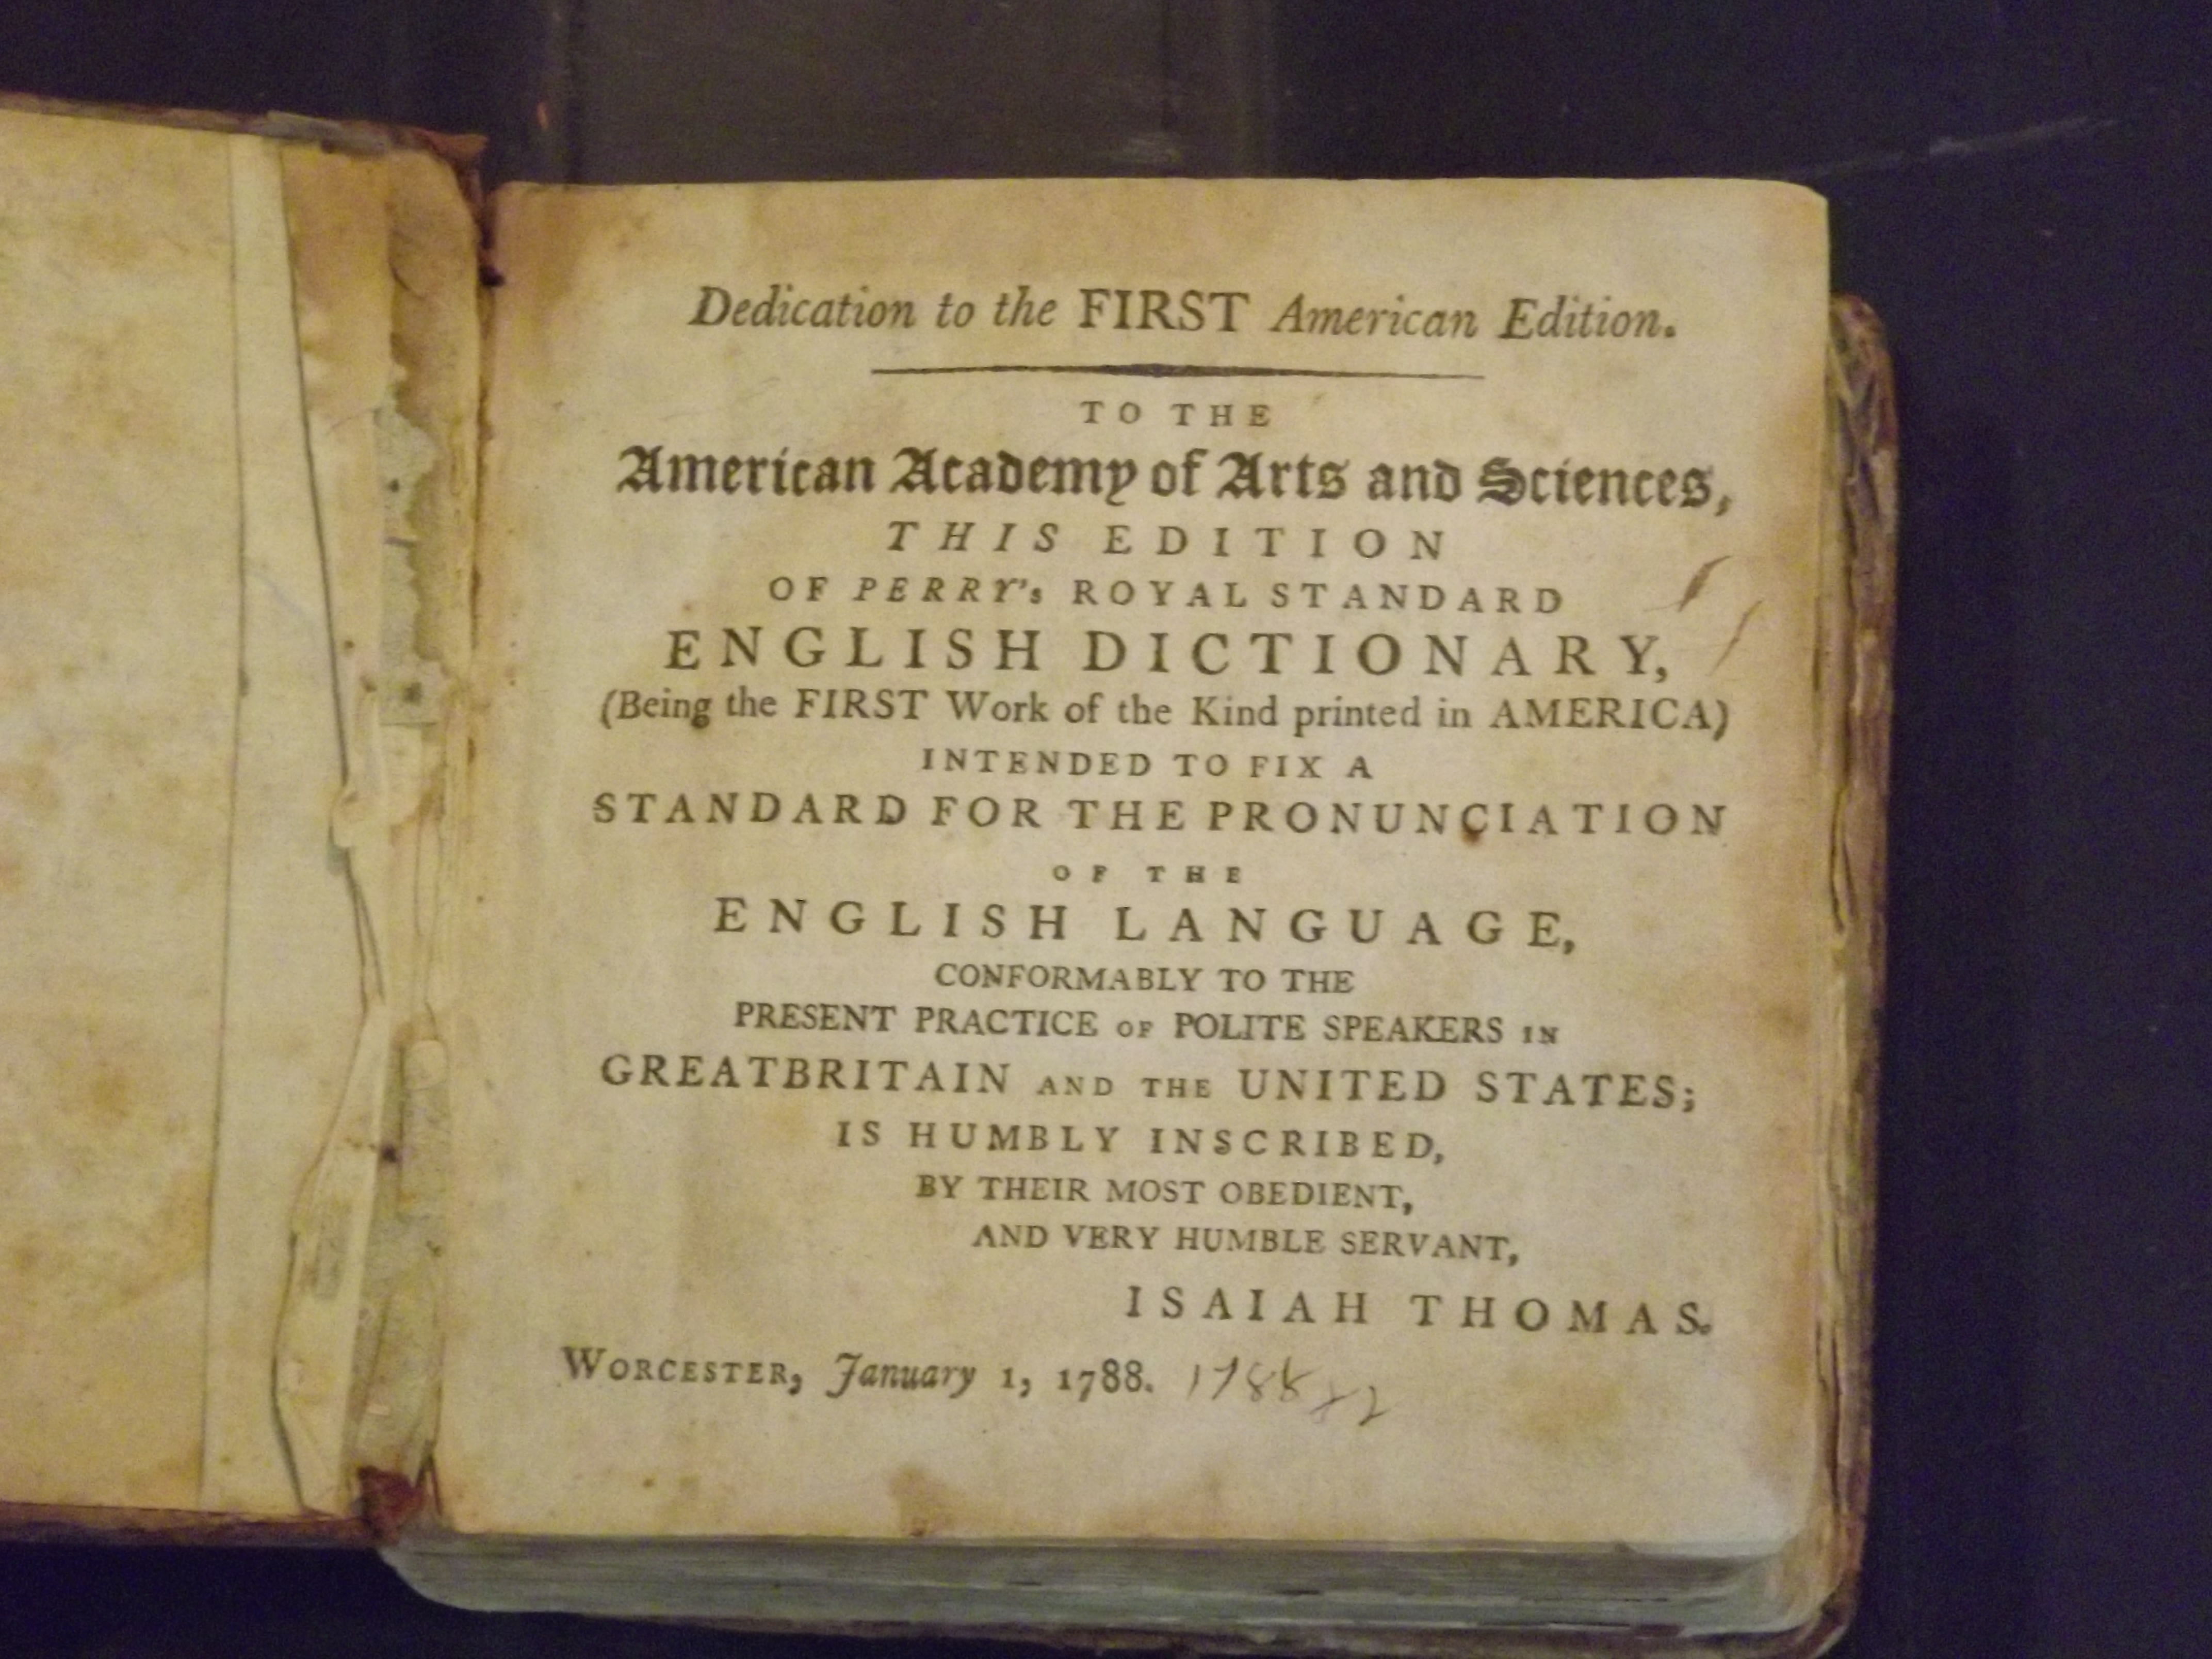 Dedication to the FIRST American Edition.
TO THE
American Academy of Arts and Sciences,
THIS EDITION
OF PERRY's ROYAL STANDARD
ENGLISH DICTIONARY,
(Being the FIRST Work of the Kind printed in AMERICA)
INTENDED TO FIX A
STANDARD FOR THE PRONUNCIATION
OF THE
ENGLISH LANGUAGE,
CONFORMABLY TO THE
PRESENT PRACTICE OF POLITE SPEAKERS IN
GREATBRITAIN AND THE UNITED STATES;
IS HUMBLY INSCRIBED,
BY THEIR MOST OBEDIENT,
AND VERY HUMBLE SERVANT,
ISAIAH THOMAS.
WORCESTER, January 1, 1788. 1788